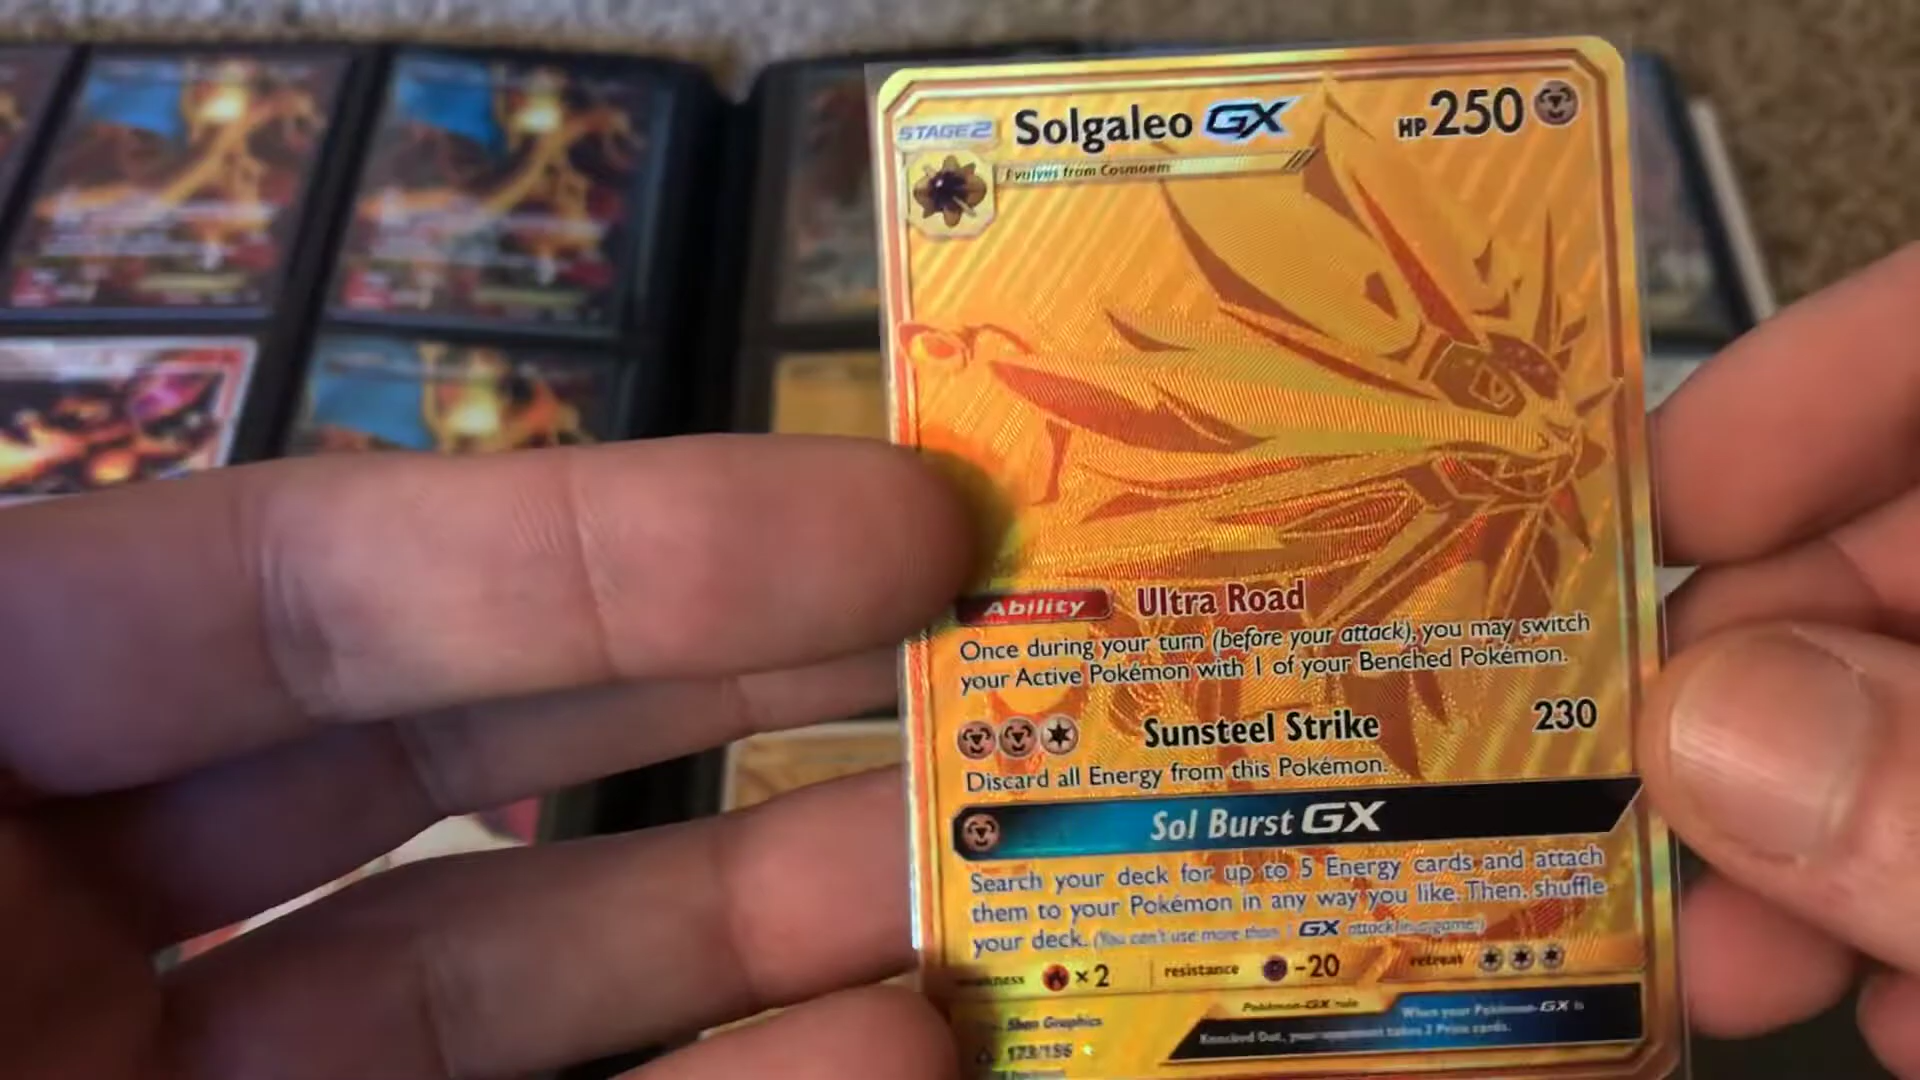 STAGE 2 Solgaleo GX HP 250
Evolves from Cosmoem
Ability Ultra Road
Once during your turn (before your attack), you may switch
your Active Pokémon with 1 of your Benched Pokémon.
Sunsteel Strike 230
Discard all Energy from this Pokémon.
Sol Burst GX
Search your deck for up to 5 Energy cards and attach
them to your Pokémon in any way you like. Then, shuffle
your deck. (You can't use more than 1 GX attack in a game.)
×2 resistance -20 retreat
Pokémon-GX rule When your Pokémon-GX is
Knocked Out, your opponent takes 2 Prize cards.
Graphics
173/156